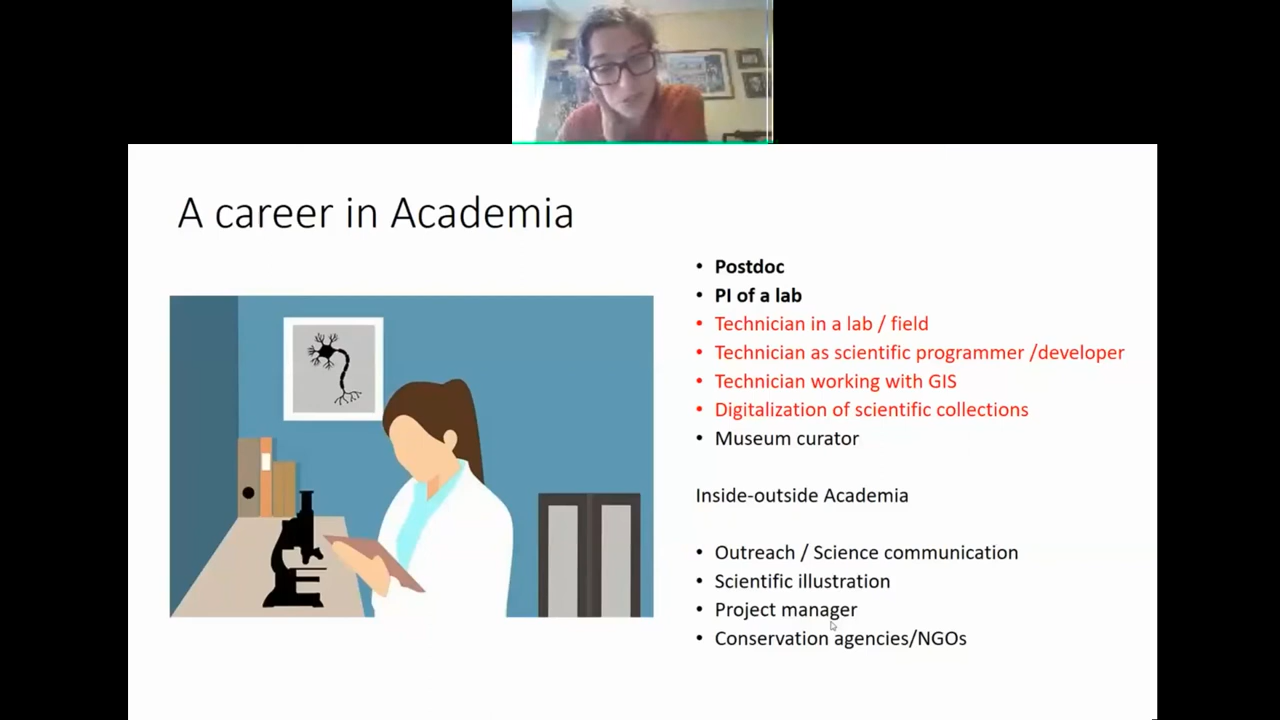 A career in Academia
• Postdoc
• PI of a lab
• Technician in a lab / field
• Technician as scientific programmer /developer
• Technician working with GIS
• Digitalization of scientific collections
• Museum curator
Inside-outside Academia
• Outreach / Science communication
• Scientific illustration
• Project manager
• Conservation agencies/NGOs